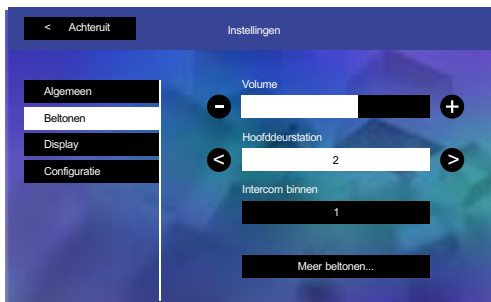 < Achteruit
Instellingen
Algemeen
Beltonen
Display
Configuratie
Volume
- +
Hoofddeurstation
< 2 >
Intercom binnen
1
Meer beltonen...